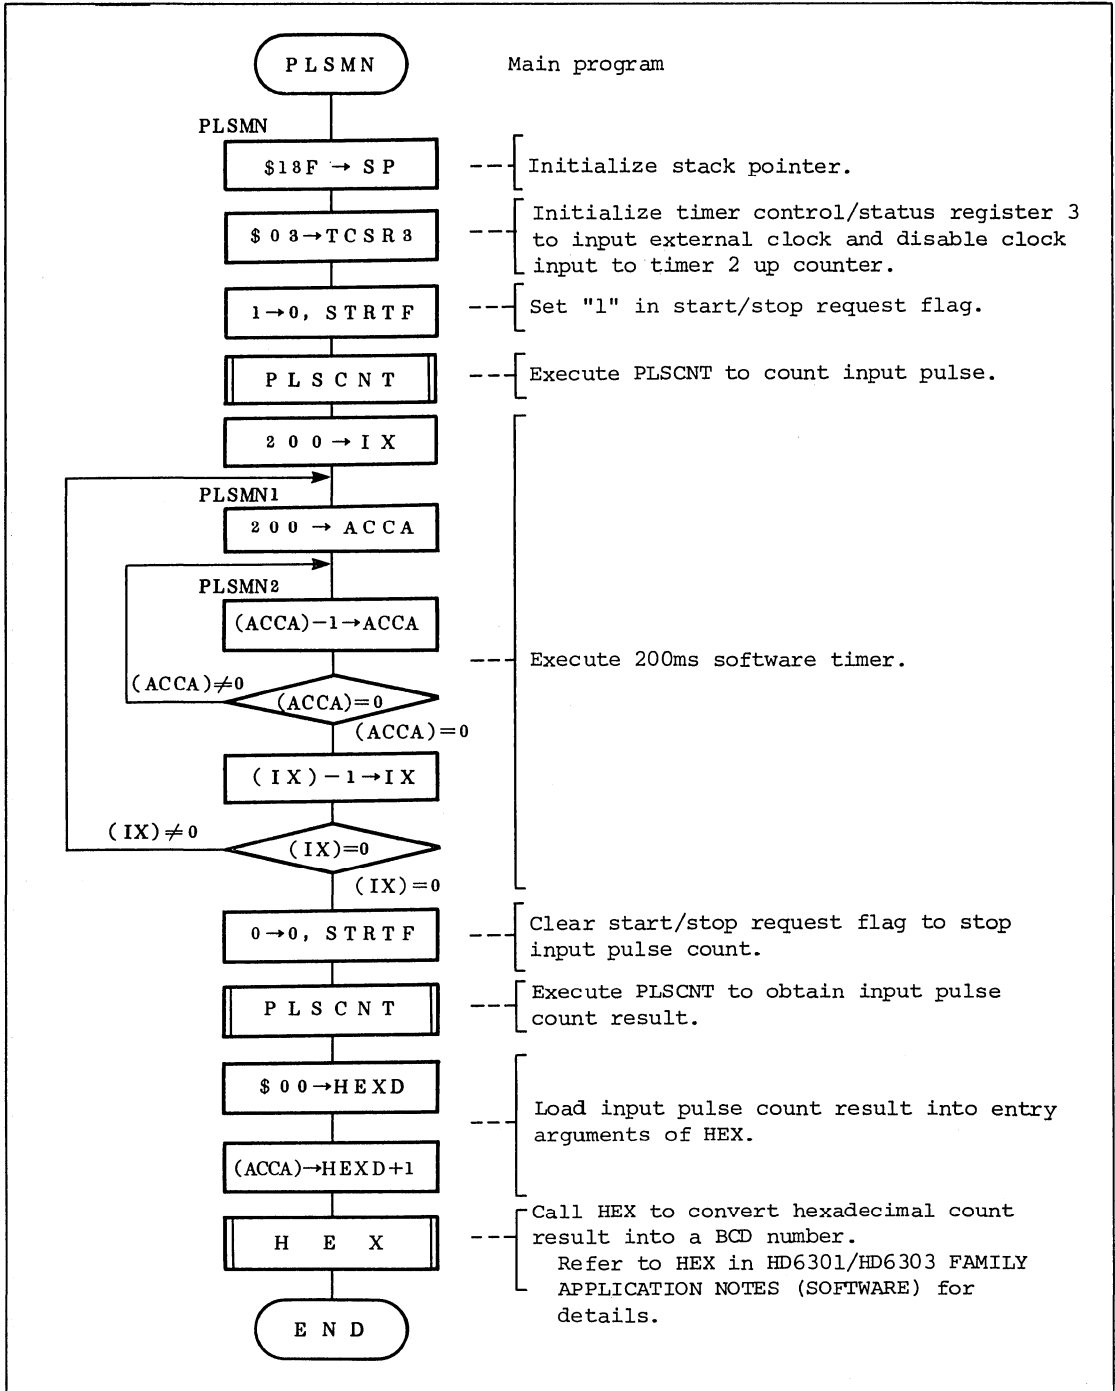 PLSMN
Main program
PLSMN
$13F → SP
Initialize stack pointer.
$03→TCSR3
Initialize timer control/status register 3
to input external clock and disable clock
input to timer 2 up counter.
1→0, STRTF
Set "1" in start/stop request flag.
PLSCNT
Execute PLSCNT to count input pulse.
200→IX
PLSMN1
200 → ACCA
PLSMN2
(ACCA)-1→ACCA
Execute 200ms software timer.
(ACCA)≠0
(ACCA)=0
(ACCA)=0
(IX)-1→IX
(IX)≠0
(IX)=0
(IX)=0
0→0, STRTF
Clear start/stop request flag to stop
input pulse count.
PLSCNT
Execute PLSCNT to obtain input pulse
count result.
$00→HEXD
Load input pulse count result into entry
arguments of HEX.
(ACCA)→HEXD+1
HEX
Call HEX to convert hexadecimal count
result into a BCD number.
Refer to HEX in HD6301/HD6303 FAMILY
APPLICATION NOTES (SOFTWARE) for
details.
END